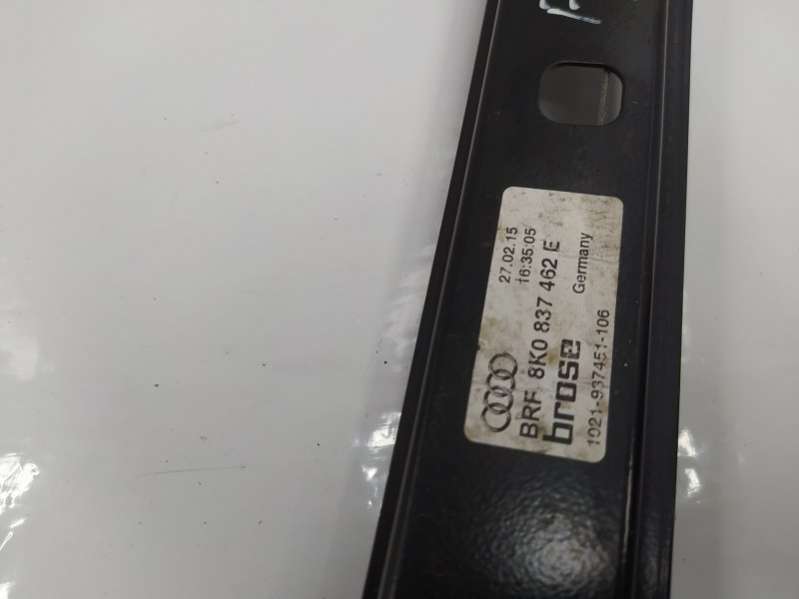 27.02.15
16:35:05
BRF 8K0 837 462 E
brose
Germany
1021-937451-106